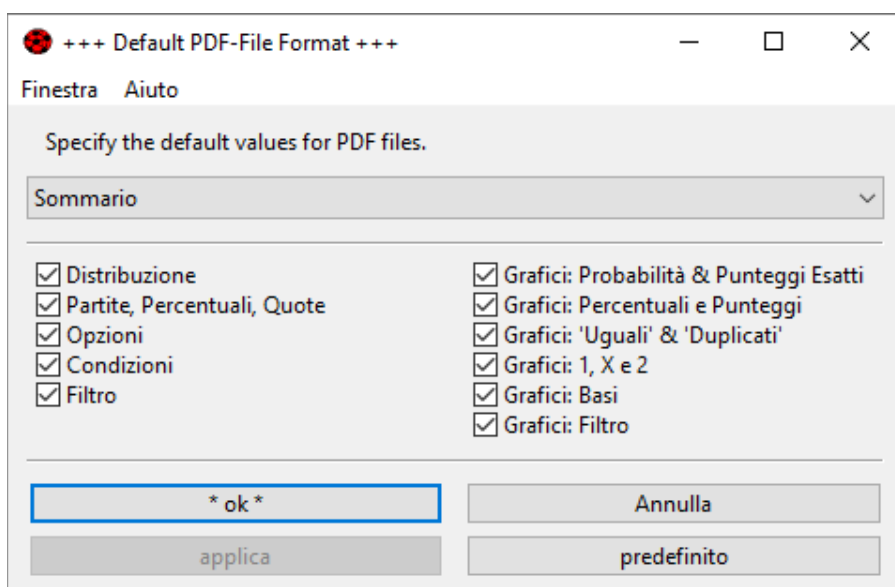 +++ Default PDF-File Format +++
Finestra Aiuto
Specify the default values for PDF files.
Sommario
Distribuzione
Partite, Percentuali, Quote
Opzioni
Condizioni
Filtro
Grafici: Probabilità & Punteggi Esatti
Grafici: Percentuali e Punteggi
Grafici: 'Uguali' & 'Duplicati'
Grafici: 1, X e 2
Grafici: Basi
Grafici: Filtro
* ok *
Annulla
applica
predefinito